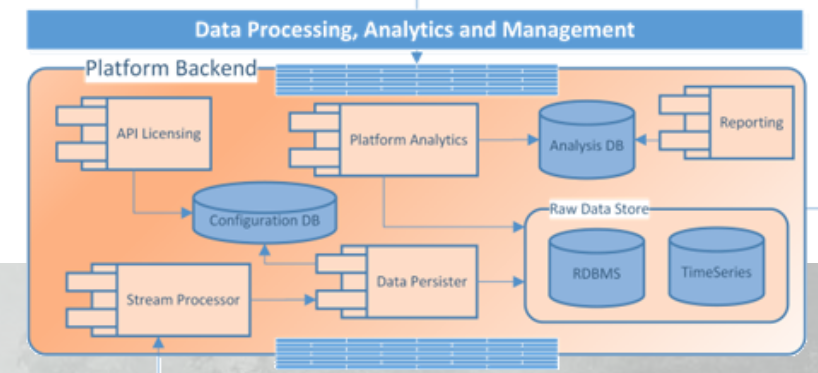 Data Processing, Analytics and Management
Platform Backend
API Licensing
Platform Analytics
Analysis DB
Reporting
Configuration DB
Raw Data Store
RDBMS
TimeSeries
Stream Processor
Data Persister